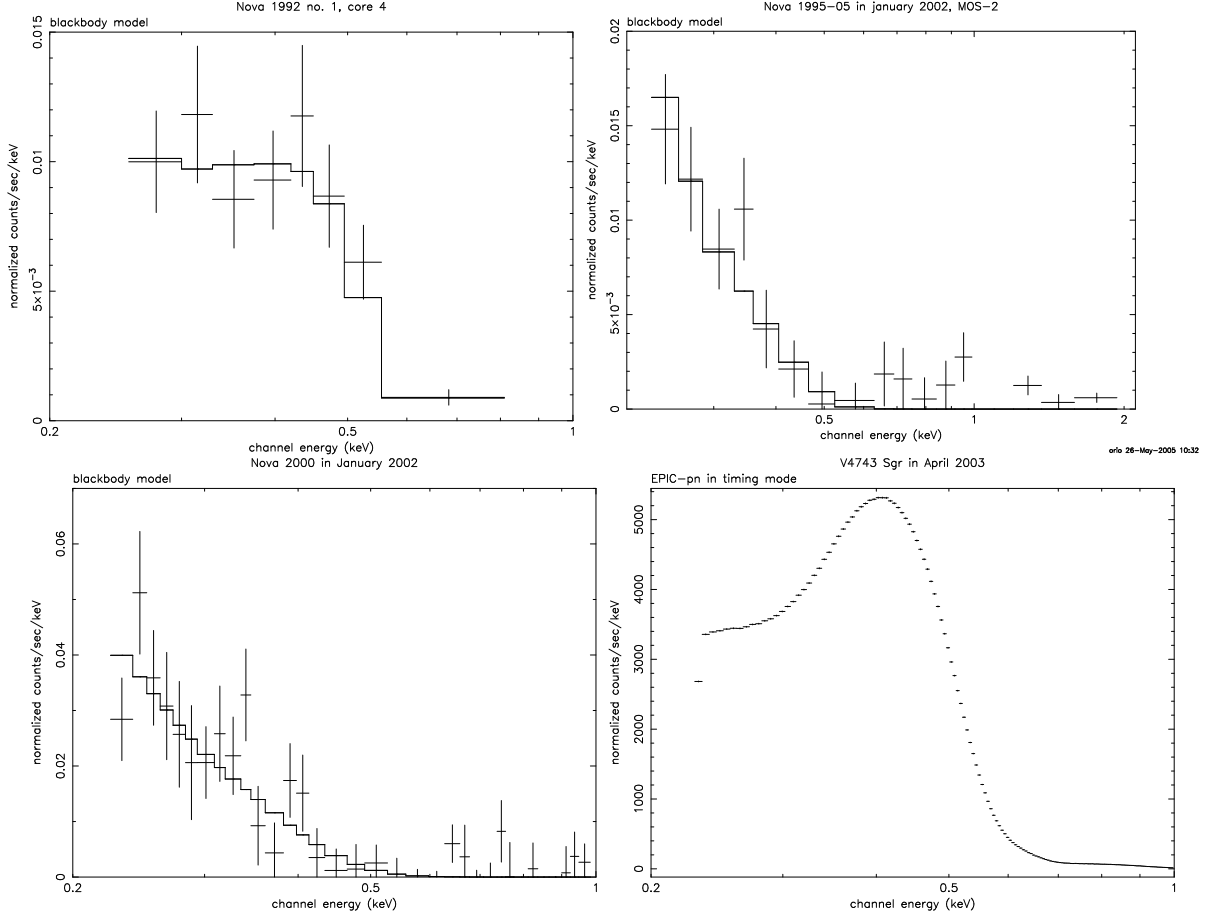 Nova 1992 no. 1, core 4
blackbody model
normalized counts/sec/keV
0.015
0.01
5×10⁻³
0
0.2
0.5
1
channel energy (keV)
Nova 1995-05 in january 2002, MOS-2
blackbody model
normalized counts/sec/keV
0.02
0.015
0.01
5×10⁻³
0
0.5
1
2
channel energy (keV)
orio 26-May-2005 10:32
Nova 2000 in January 2002
blackbody model
normalized counts/sec/keV
0.06
0.04
0.02
0
0.2
0.5
1
channel energy (keV)
V4743 Sgr in April 2003
EPIC-pn in timing mode
normalized counts/sec/keV
5000
4000
3000
2000
1000
0
0.2
0.5
1
channel energy (keV)